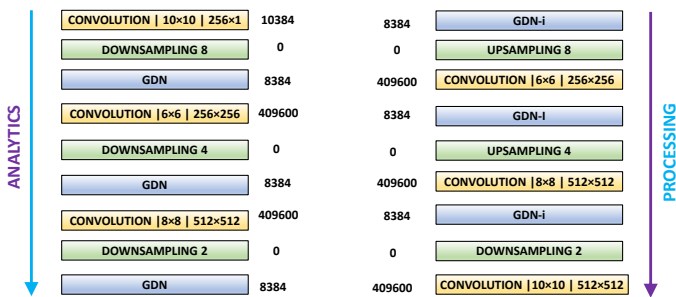 ANALYTICS
CONVOLUTION | 10×10 | 256×1 10384
DOWNSAMPLING 8 0
GDN 8384
CONVOLUTION |6×6 | 256×256 409600
DOWNSAMPLING 4 0
GDN 8384
CONVOLUTION |8×8 | 512×512 409600
DOWNSAMPLING 2 0
GDN 8384
8384 GDN-i
0 UPSAMPLING 8
409600 CONVOLUTION |6×6 | 256×256
8384 GDN-I
0 UPSAMPLING 4
409600 CONVOLUTION |8×8 | 512×512
8384 GDN-i
0 DOWNSAMPLING 2
409600 CONVOLUTION |10×10 | 512×512
PROCESSING